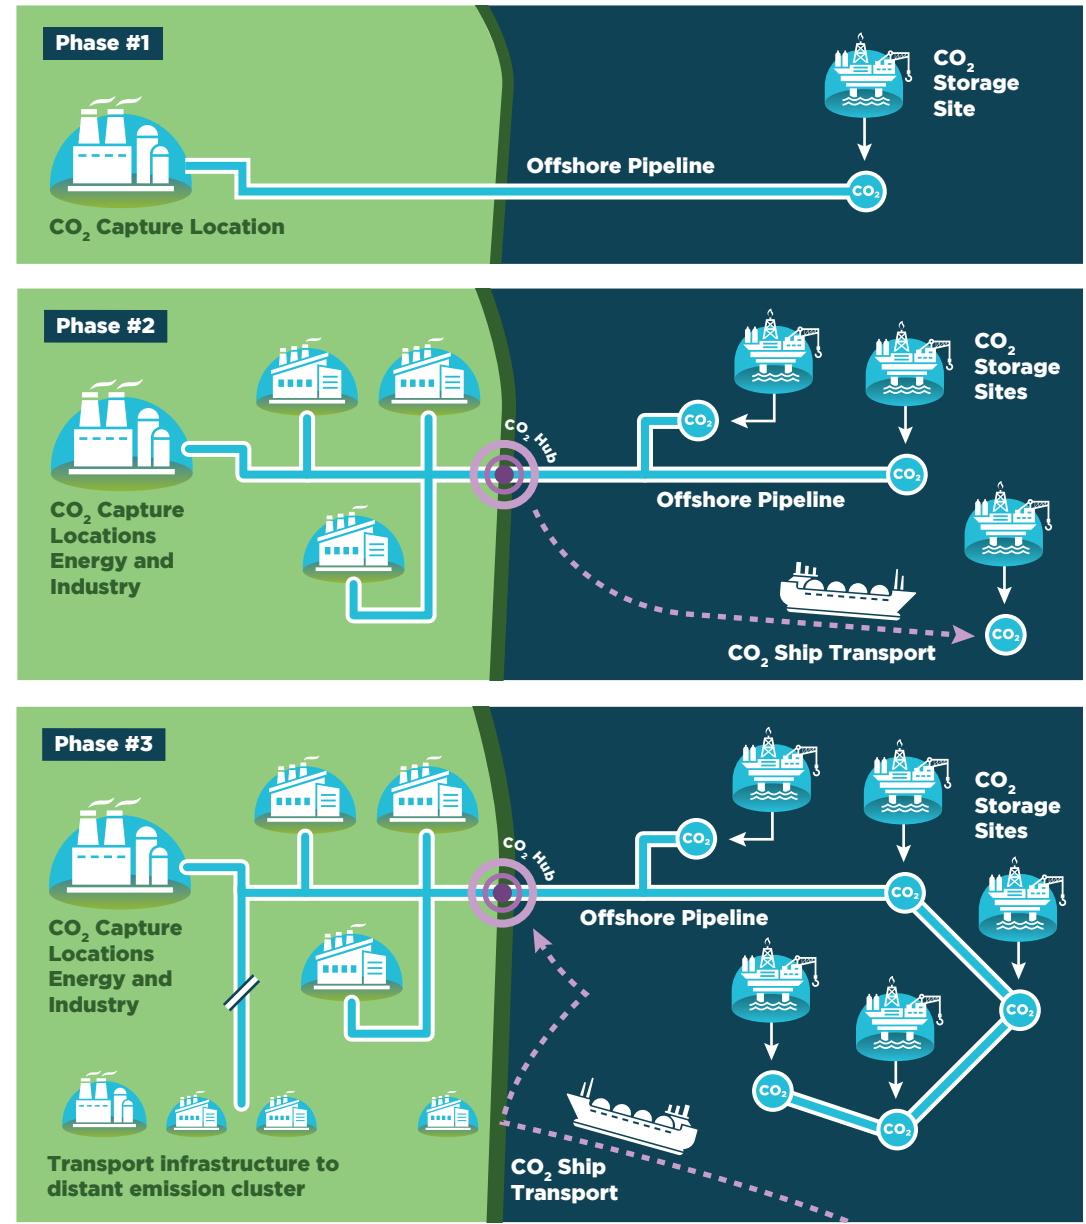 Phase #1
CO₂
Storage
Site
Offshore Pipeline
CO₂
CO₂ Capture Location
Phase #2
CO₂
Storage
Sites
CO₂ Hub
CO₂
CO₂
Offshore Pipeline
CO₂ Capture
Locations
Energy and
Industry
CO₂
CO₂ Ship Transport
Phase #3
CO₂
Storage
Sites
CO₂ Hub
CO₂
CO₂
Offshore Pipeline
CO₂ Capture
Locations
Energy and
Industry
CO₂
CO₂
CO₂
Transport infrastructure to
distant emission cluster
CO₂ Ship
Transport